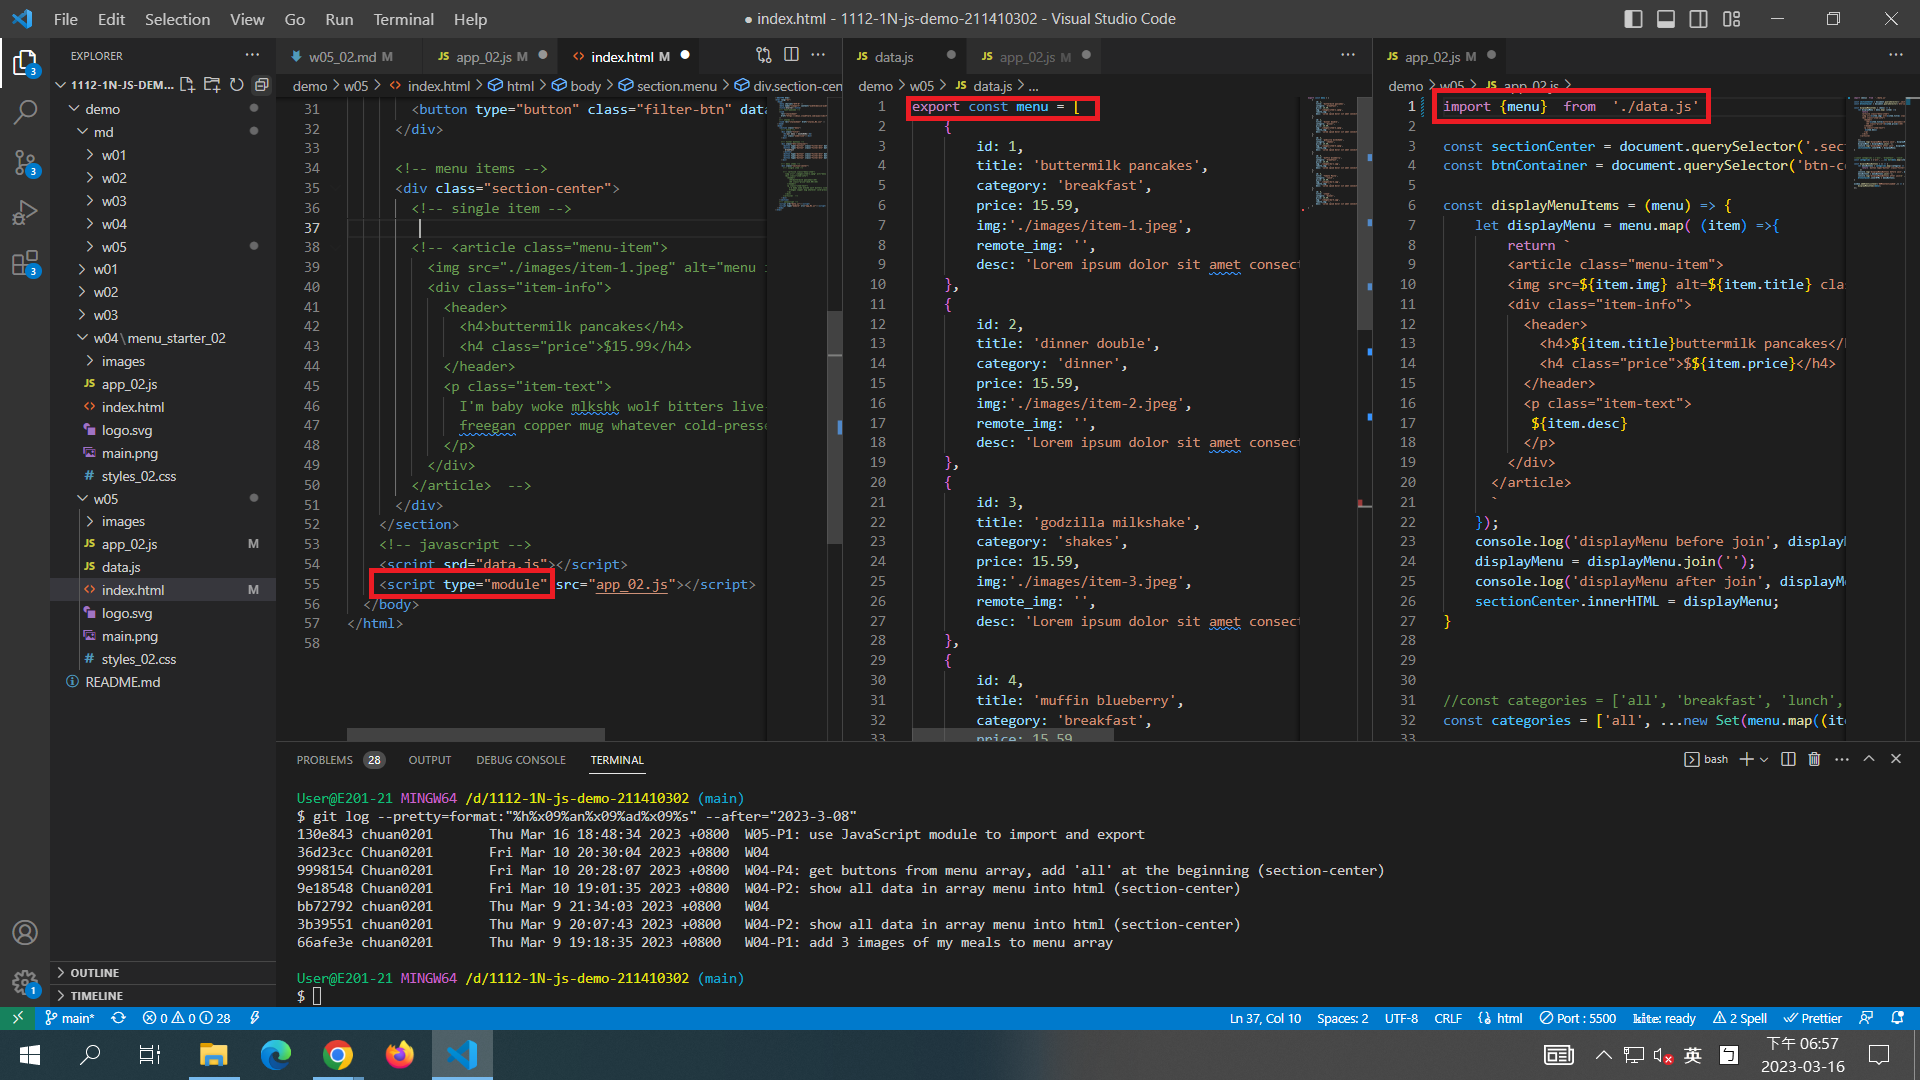 File Edit Selection View Go Run Terminal Help
● index.html - 1112-1N-js-demo-211410302 - Visual Studio Code
EXPLORER
1112-1N-JS-DEM...
demo
md
w01
w02
w03
w04
w05
w01
w02
w03
w04\menu_starter_02
images
app_02.js
index.html
logo.svg
main.png
styles_02.css
w05
images
app_02.js M
data.js
index.html M
logo.svg
main.png
styles_02.css
README.md
OUTLINE
TIMELINE
w05_02.md M app_02.js M index.html M
demo > w05 > index.html > html > body > section.menu > div.section-cen
31 <button type="button" class="filter-btn" data
32 </div>
33
34 <!-- menu items -->
35 <div class="section-center">
36 <!-- single item -->
37
38 <!-- <article class="menu-item">
39 <img src="./images/item-1.jpeg" alt="menu
40 <div class="item-info">
41 <header>
42 <h4>buttermilk pancakes</h4>
43 <h4 class="price">$15.99</h4>
44 </header>
45 <p class="item-text">
46 I'm baby woke mlkshk wolf bitters live-
47 freegan copper mug whatever cold-presse
48 </p>
49 </div>
50 </article> -->
51 </div>
52 </section>
53 <!-- javascript -->
54 <script srd="data.js"></script>
55 <script type="module" src="app_02.js"></script>
56 </body>
57 </html>
58
data.js app_02.js M
demo > w05 > data.js > ...
1 export const menu = [
2 {
3 id: 1,
4 title: 'buttermilk pancakes',
5 category: 'breakfast',
6 price: 15.59,
7 img:'./images/item-1.jpeg',
8 remote_img: '',
9 desc: 'Lorem ipsum dolor sit amet consect
10 },
11 {
12 id: 2,
13 title: 'dinner double',
14 category: 'dinner',
15 price: 15.59,
16 img:'./images/item-2.jpeg',
17 remote_img: '',
18 desc: 'Lorem ipsum dolor sit amet consect
19 },
20 {
21 id: 3,
22 title: 'godzilla milkshake',
23 category: 'shakes',
24 price: 15.59,
25 img:'./images/item-3.jpeg',
26 remote_img: '',
27 desc: 'Lorem ipsum dolor sit amet consect
28 },
29 {
30 id: 4,
31 title: 'muffin blueberry',
32 category: 'breakfast',
33 price: 15.59
app_02.js M
demo > w05 > app_02.js >
1 import {menu} from './data.js'
2
3 const sectionCenter = document.querySelector('.sec
4 const btnContainer = document.querySelector('btn-c
5
6 const displayMenuItems = (menu) => {
7 let displayMenu = menu.map( (item) =>{
8 return `
9 <article class="menu-item">
10 <img src=${item.img} alt=${item.title} cla
11 <div class="item-info">
12 <header>
13 <h4>${item.title}buttermilk pancakes</h
14 <h4 class="price">$${item.price}</h4>
15 </header>
16 <p class="item-text">
17 ${item.desc}
18 </p>
19 </div>
20 </article>
21 `
22 });
23 console.log('displayMenu before join', displayM
24 displayMenu = displayMenu.join('');
25 console.log('displayMenu after join', displayMe
26 sectionCenter.innerHTML = displayMenu;
27 }
28
29
30
31 //const categories = ['all', 'breakfast', 'lunch',
32 const categories = ['all', ...new Set(menu.map((ite
33
PROBLEMS 28 OUTPUT DEBUG CONSOLE TERMINAL
bash
User@E201-21 MINGW64 /d/1112-1N-js-demo-211410302 (main)
$ git log --pretty=format:"%h%x09%an%x09%ad%x09%s" --after="2023-3-08"
130e843 chuan0201 Thu Mar 16 18:48:34 2023 +0800 W05-P1: use JavaScript module to import and export
36d23cc Chuan0201 Fri Mar 10 20:30:04 2023 +0800 W04
9998154 Chuan0201 Fri Mar 10 20:28:07 2023 +0800 W04-P4: get buttons from menu array, add 'all' at the beginning (section-center)
9e18548 Chuan0201 Fri Mar 10 19:01:35 2023 +0800 W04-P2: show all data in array menu into html (section-center)
bb72792 chuan0201 Thu Mar 9 21:34:03 2023 +0800 W04
3b39551 chuan0201 Thu Mar 9 20:07:43 2023 +0800 W04-P2: show all data in array menu into html (section-center)
66afe3e chuan0201 Thu Mar 9 19:18:35 2023 +0800 W04-P1: add 3 images of my meals to menu array
User@E201-21 MINGW64 /d/1112-1N-js-demo-211410302 (main)
$
main* 0 0 28
Ln 37, Col 10 Spaces: 2 UTF-8 CRLF html Port : 5500 kite: ready 2 Spell Prettier
英 ㄅ
下午 06:57
2023-03-16